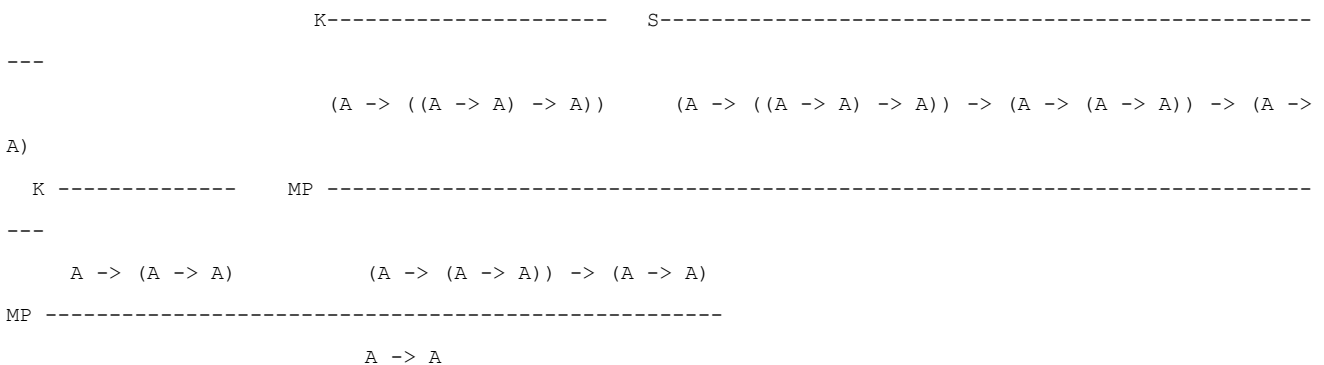 K---------------------- S---------------------------------------------------
---
(A -> ((A -> A) -> A)) (A -> ((A -> A) -> A)) -> (A -> (A -> A)) -> (A ->
A)
K -------------- MP -----------------------------------------------------------------------------
---
A -> (A -> A) (A -> (A -> A)) -> (A -> A)
MP -----------------------------------------------------
A -> A